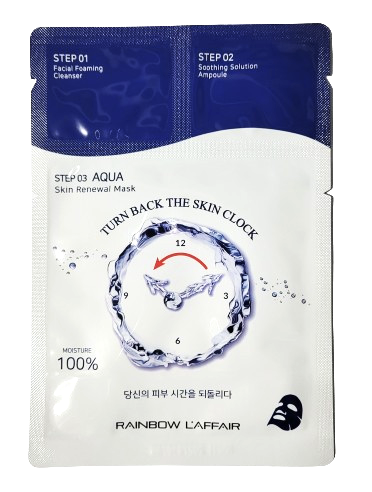 STEP 01
Facial Foaming
Cleanser
STEP 02
Soothing Solution
Ampoule
STEP 03 AQUA
Skin Renewal Mask
TURN BACK THE SKIN CLOCK
12
9
3
6
MOISTURE
100%
당신의 피부 시간을 되돌리다
RAINBOW L'AFFAIR